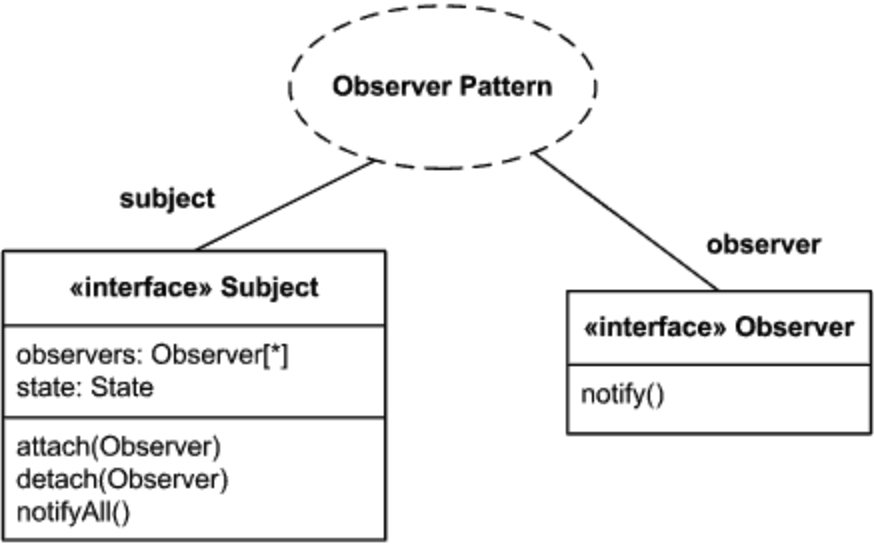 Observer Pattern
subject
observer
«interface» Subject
observers: Observer[*]
state: State
attach(Observer)
detach(Observer)
notifyAll()
«interface» Observer
notify()